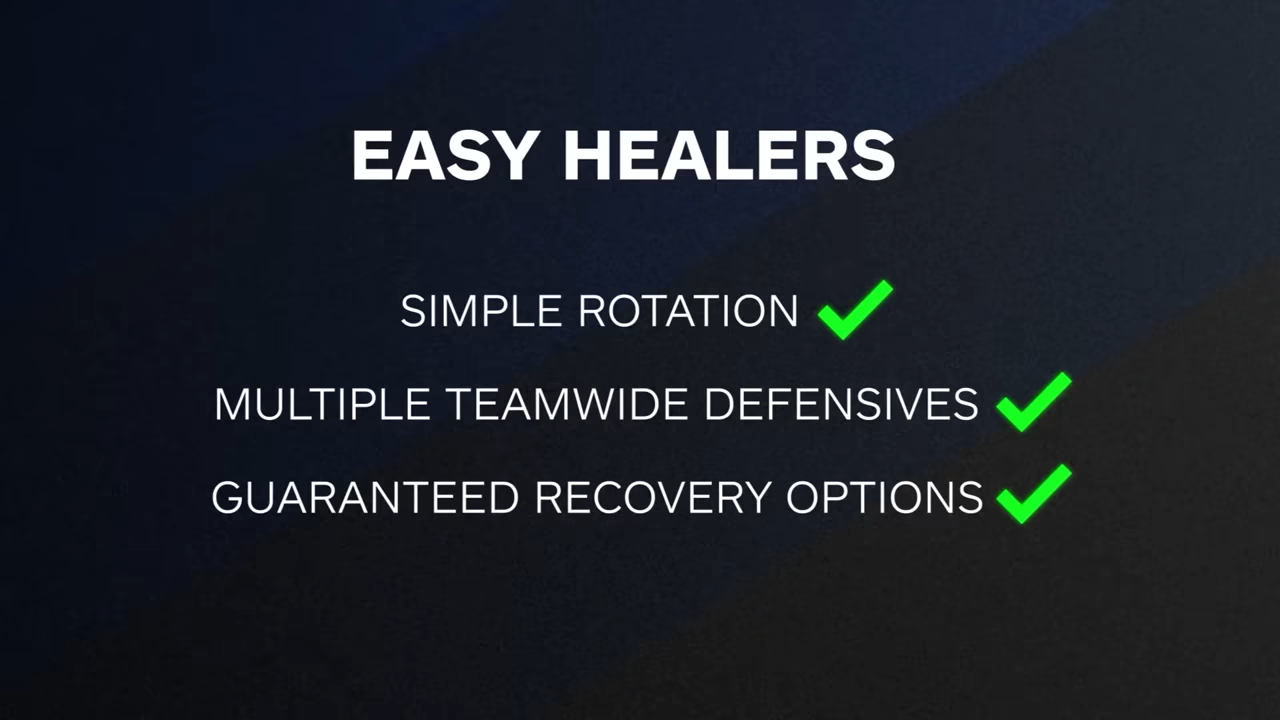 EASY HEALERS
SIMPLE ROTATION
MULTIPLE TEAMWIDE DEFENSIVES
GUARANTEED RECOVERY OPTIONS